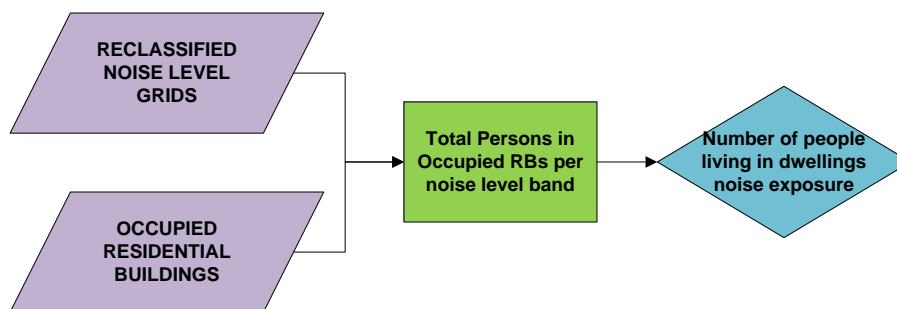 RECLASSIFIED
NOISE LEVEL
GRIDS
OCCUPIED
RESIDENTIAL
BUILDINGS
Total Persons in
Occupied RBs per
noise level band
Number of people
living in dwellings
noise exposure